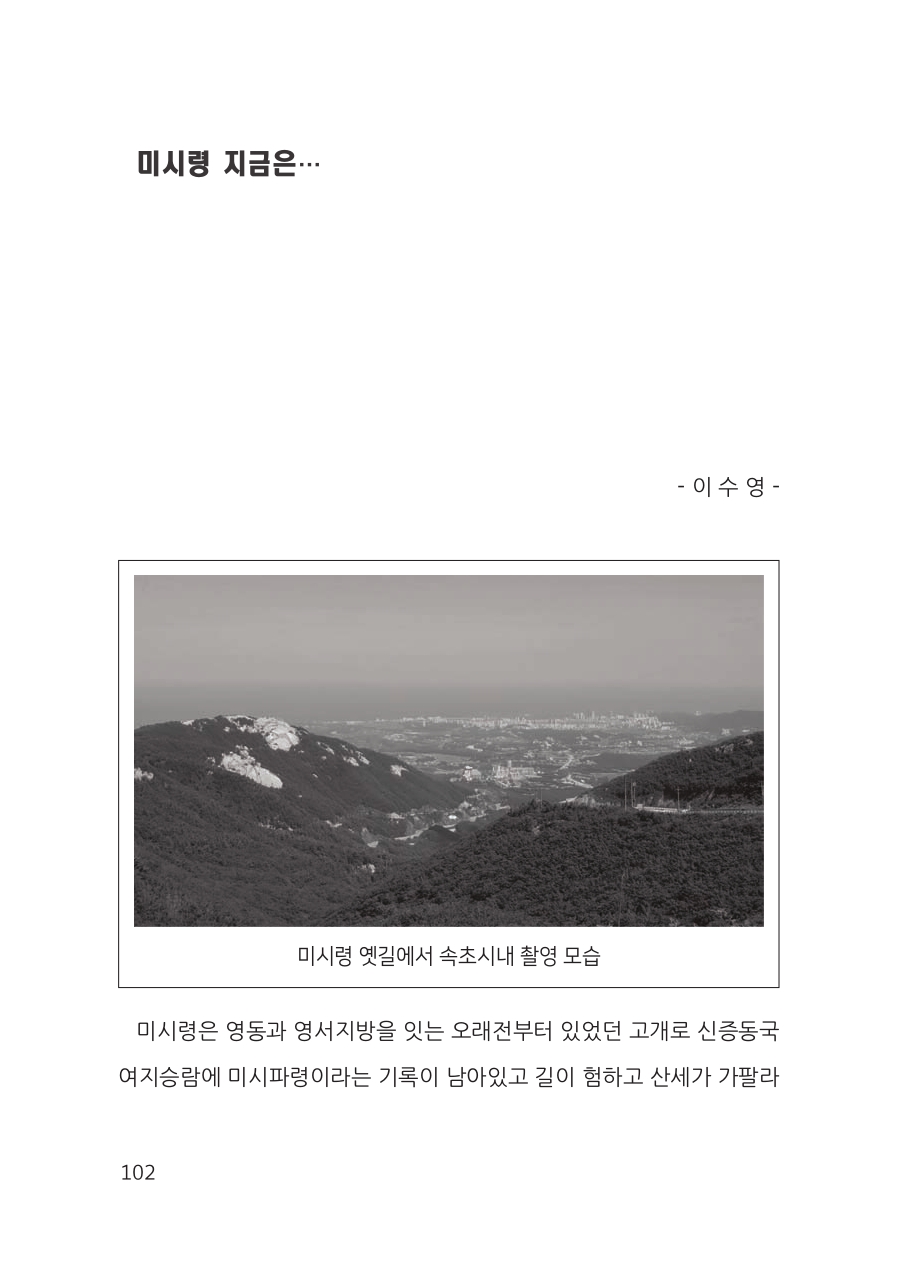 미시령 지금은…
- 이 수 영 -
미시령 옛길에서 속초시내 촬영 모습
미시령은 영동과 영서지방을 잇는 오래전부터 있었던 고개로 신증동국
여지승람에 미시파령이라는 기록이 남아있고 길이 험하고 산세가 가팔라
102